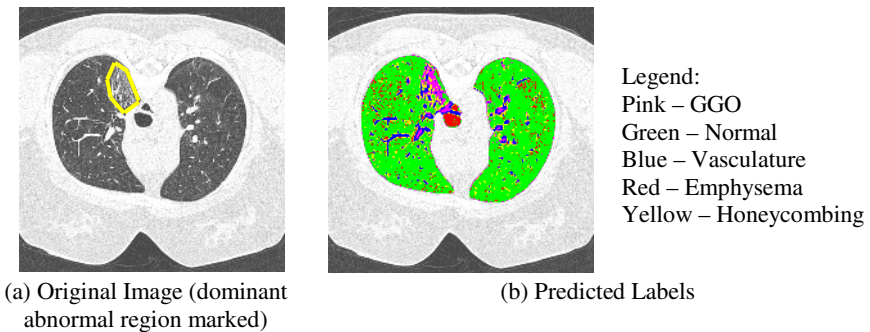 Legend:
Pink – GGO
Green – Normal
Blue – Vasculature
Red – Emphysema
Yellow – Honeycombing
(a) Original Image (dominant
abnormal region marked)
(b) Predicted Labels